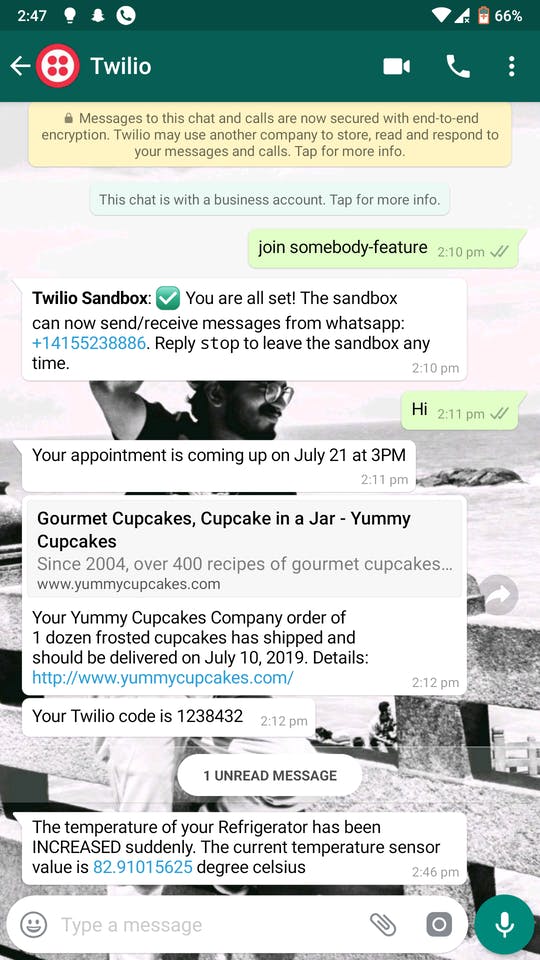 2:47
66%
Twilio
Messages to this chat and calls are now secured with end-to-end
encryption. Twilio may use another company to store, read and respond to
your messages and calls. Tap for more info.
This chat is with a business account. Tap for more info.
join somebody-feature 2:10 pm
Twilio Sandbox: ✅ You are all set! The sandbox
can now send/receive messages from whatsapp:
+14155238886. Reply stop to leave the sandbox any
time.
2:10 pm
Hi 2:11 pm
Your appointment is coming up on July 21 at 3PM
2:11 pm
Gourmet Cupcakes, Cupcake in a Jar - Yummy
Cupcakes
Since 2004, over 400 recipes of gourmet cupcakes...
www.yummycupcakes.com
Your Yummy Cupcakes Company order of
1 dozen frosted cupcakes has shipped and
should be delivered on July 10, 2019. Details:
http://www.yummycupcakes.com/
2:12 pm
Your Twilio code is 1238432 2:12 pm
1 UNREAD MESSAGE
The temperature of your Refrigerator has been
INCREASED suddenly. The current temperature sensor
value is 82.91015625 degree celsius
2:46 pm
Type a message